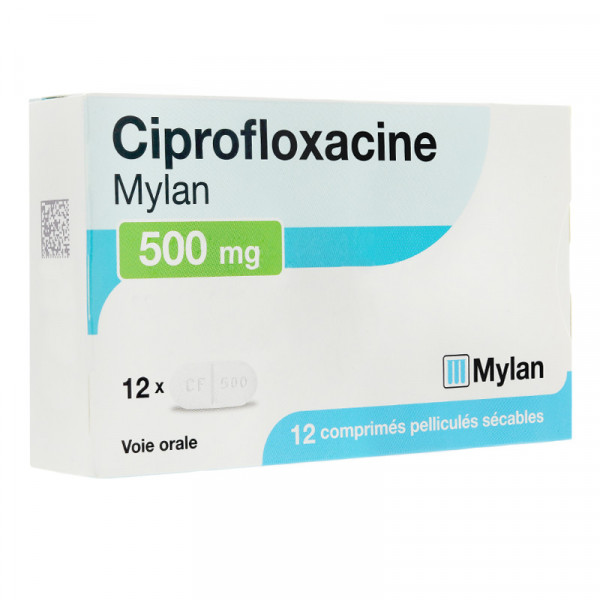 Ciprofloxacine
Mylan
500 mg
12 x CF 500
Mylan
Voie orale
12 comprimés pelliculés sécables